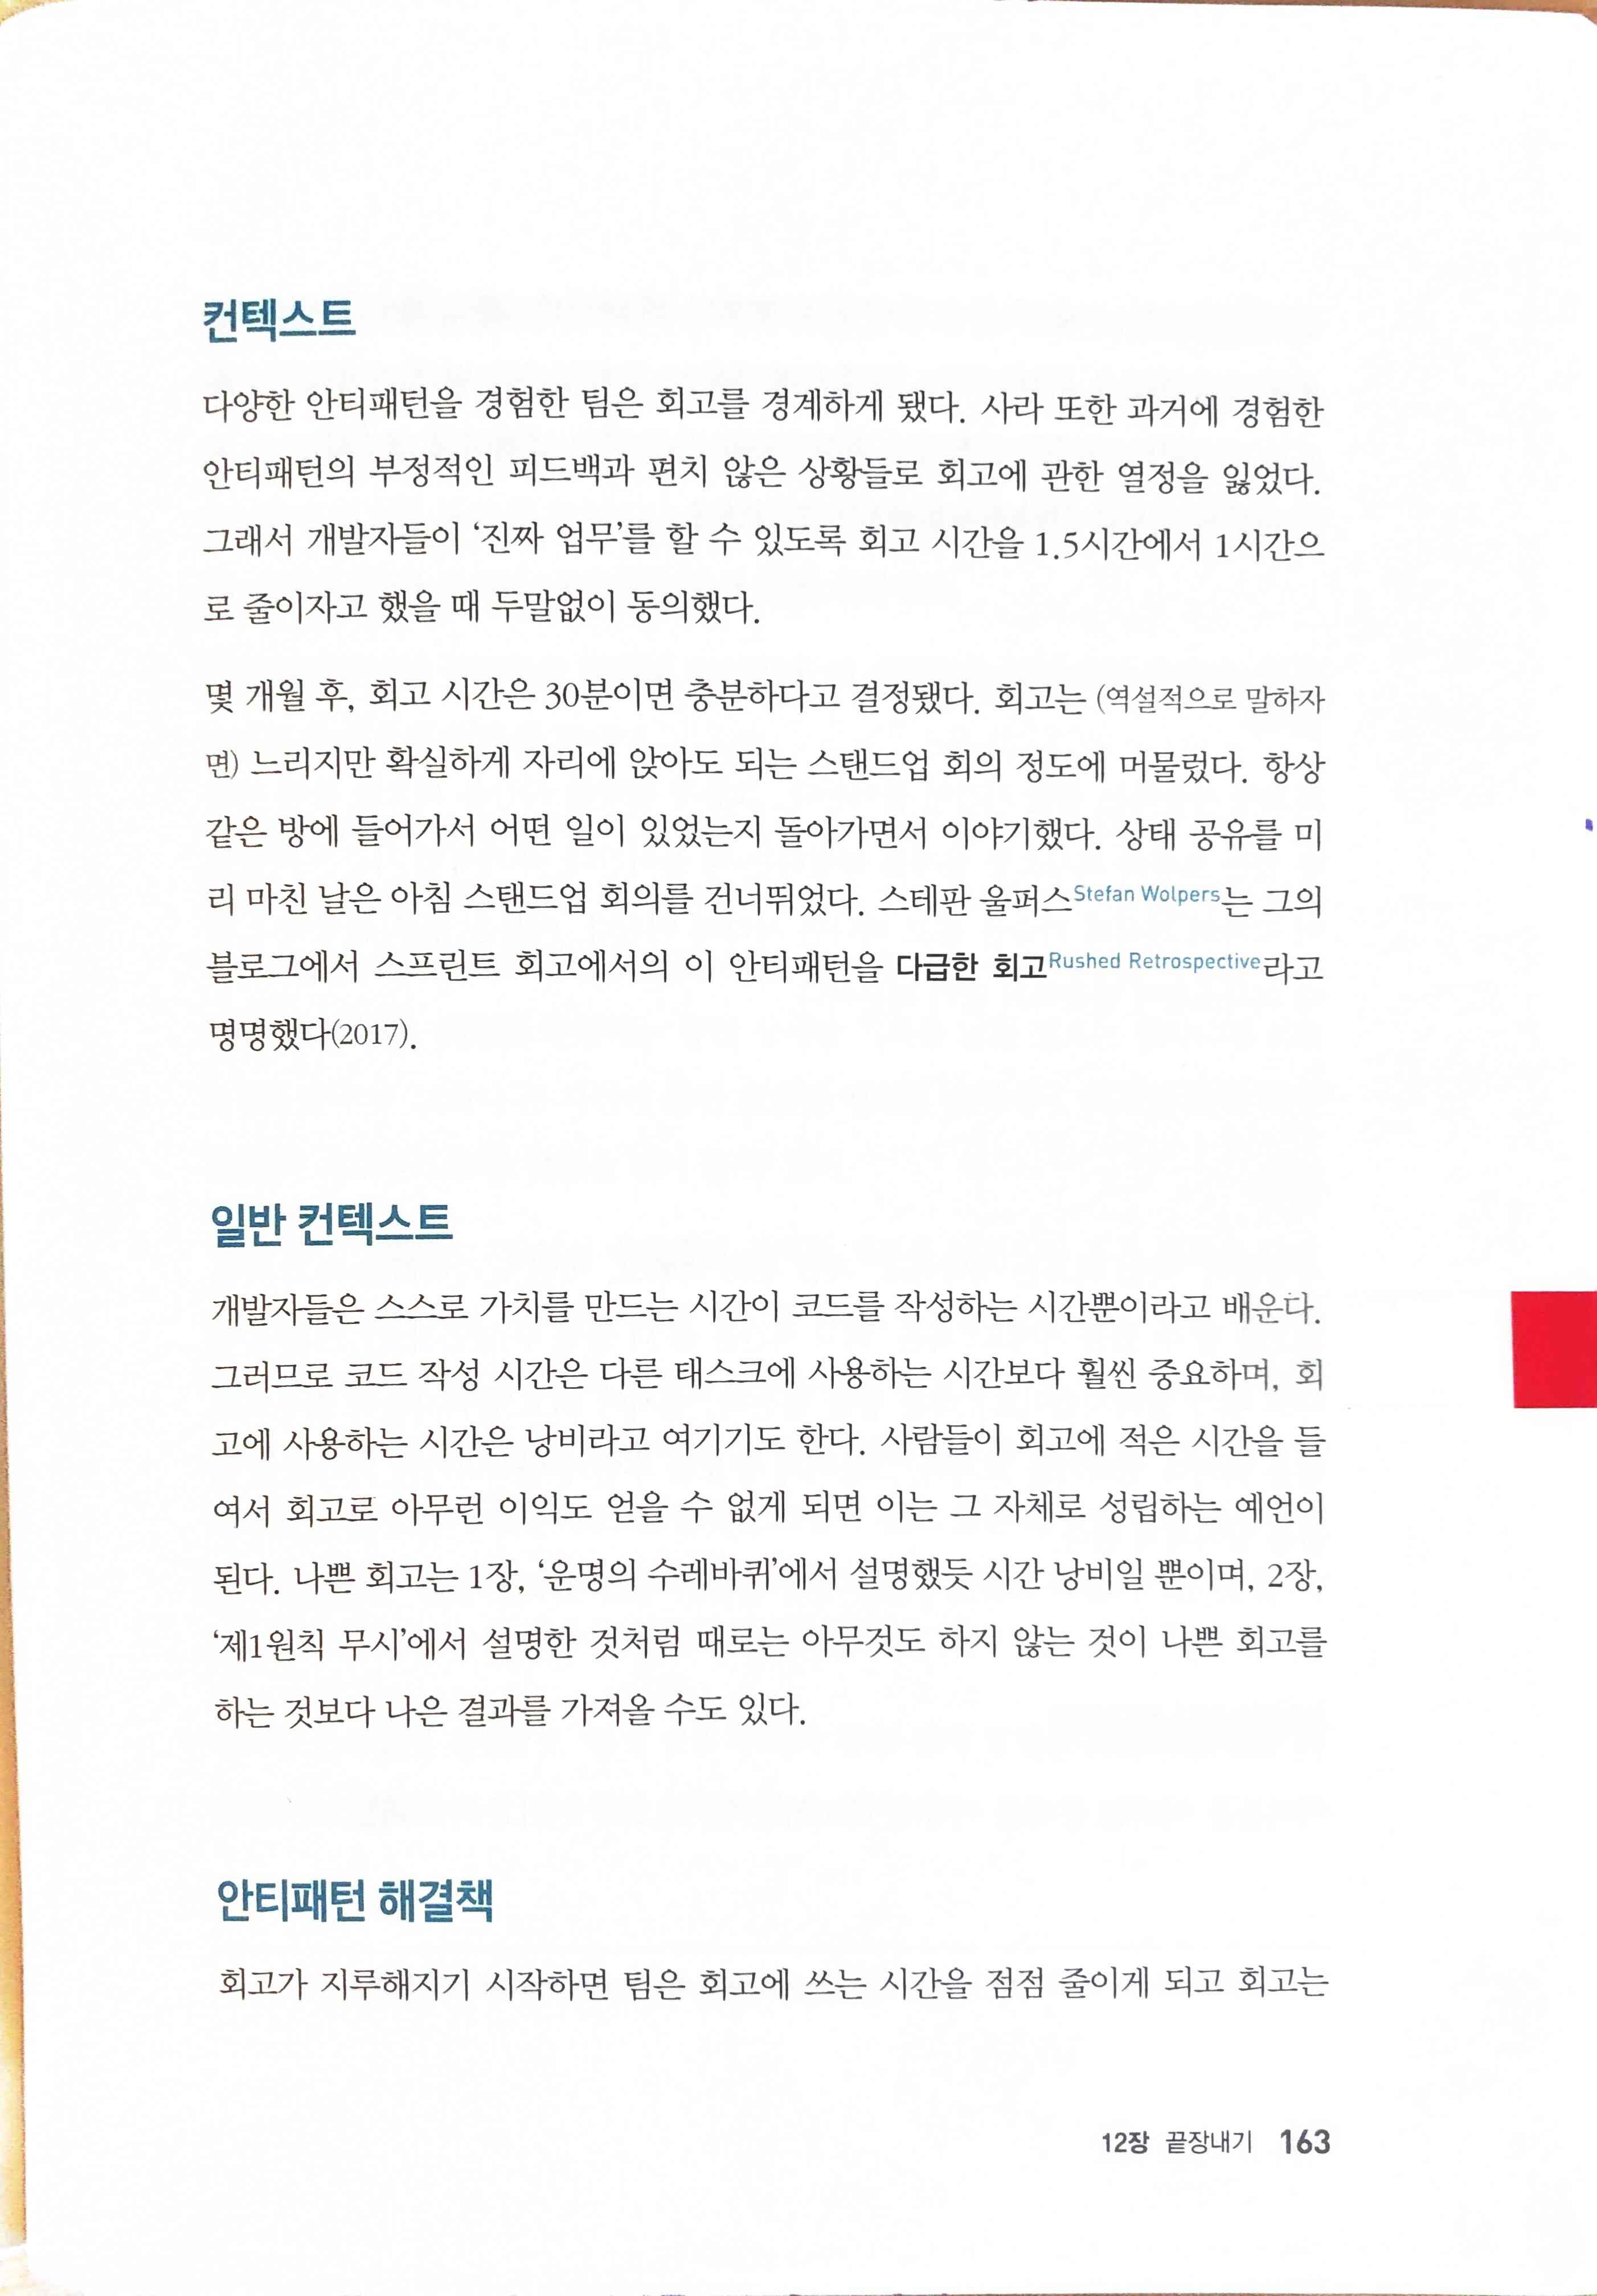 컨텍스트
다양한 안티패턴을 경험한 팀은 회고를 경계하게 됐다. 사라 또한 과거에 경험한
안티패턴의 부정적인 피드백과 편치 않은 상황들로 회고에 관한 열정을 잃었다.
그래서 개발자들이 ‘진짜 업무’를 할 수 있도록 회고 시간을 1.5시간에서 1시간으
로 줄이자고 했을 때 두말없이 동의했다.
몇 개월 후, 회고 시간은 30분이면 충분하다고 결정됐다. 회고는 (역설적으로 말하자
면) 느리지만 확실하게 자리에 앉아도 되는 스탠드업 회의 정도에 머물렀다. 항상
같은 방에 들어가서 어떤 일이 있었는지 돌아가면서 이야기했다. 상태 공유를 미
리 마친 날은 아침 스탠드업 회의를 건너뛰었다. 스테판 울퍼스Stefan Wolpers는 그의
블로그에서 스프린트 회고에서의 이 안티패턴을 다급한 회고Rushed Retrospective라고
명명했다(2017).
일반 컨텍스트
개발자들은 스스로 가치를 만드는 시간이 코드를 작성하는 시간뿐이라고 배운다.
그러므로 코드 작성 시간은 다른 태스크에 사용하는 시간보다 훨씬 중요하며, 회
고에 사용하는 시간은 낭비라고 여기기도 한다. 사람들이 회고에 적은 시간을 들
여서 회고로 아무런 이익도 얻을 수 없게 되면 이는 그 자체로 성립하는 예언이
된다. 나쁜 회고는 1장, ‘운명의 수레바퀴’에서 설명했듯 시간 낭비일 뿐이며, 2장,
‘제1원칙 무시’에서 설명한 것처럼 때로는 아무것도 하지 않는 것이 나쁜 회고를
하는 것보다 나은 결과를 가져올 수도 있다.
안티패턴 해결책
회고가 지루해지기 시작하면 팀은 회고에 쓰는 시간을 점점 줄이게 되고 회고는
12장 끝장내기 163